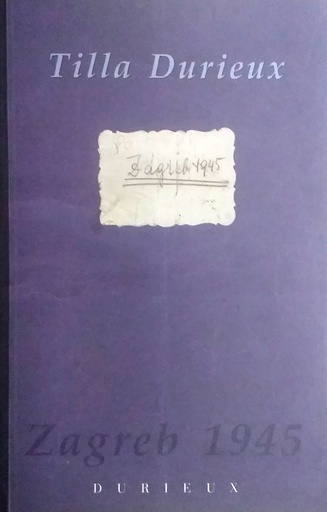 Tilla Durieux
Zagreb 1945
Zagreb 1945
DURIEUX